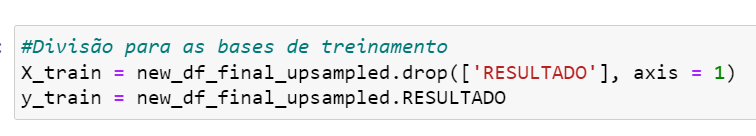 :
#Divisão para as bases de treinamento
X_train = new_df_final_upsampled.drop(['RESULTADO'], axis = 1)
y_train = new_df_final_upsampled.RESULTADO